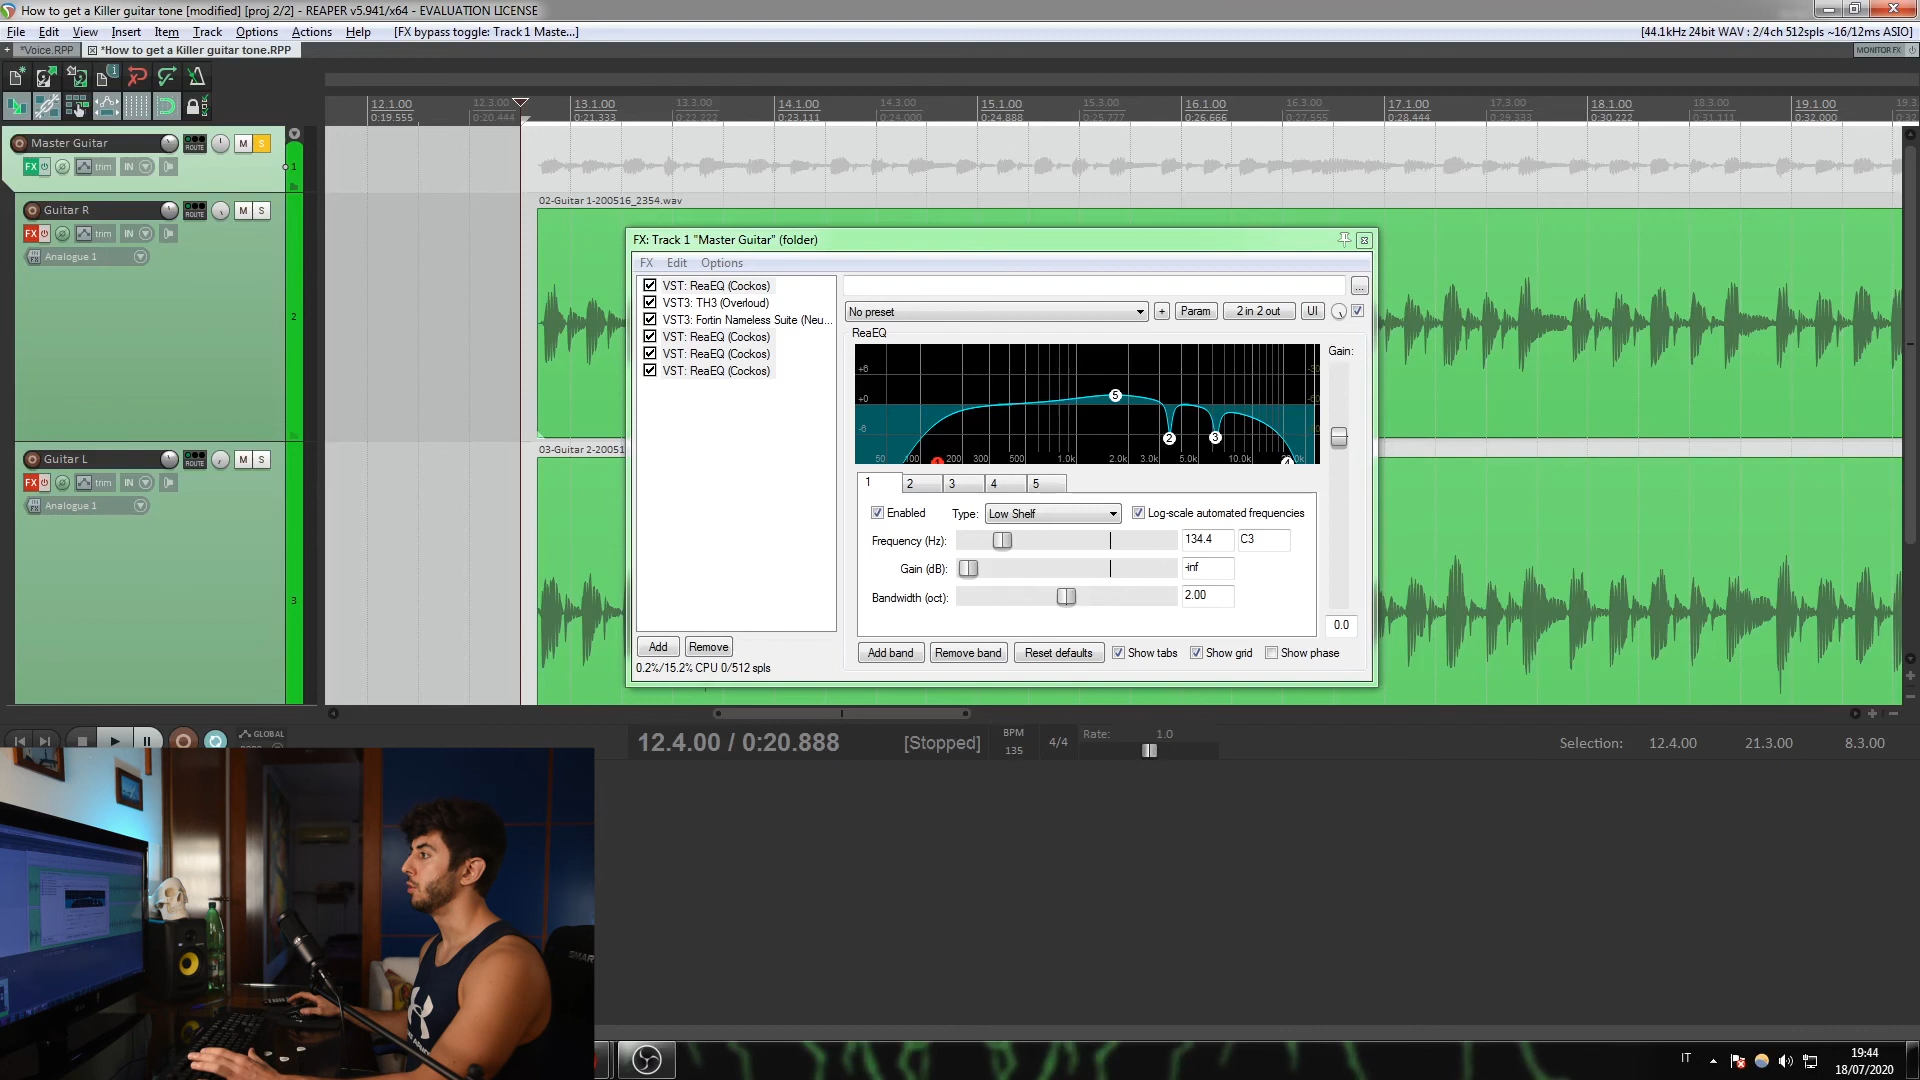 How to get a Killer guitar tone [modified] [proj 2/2] - REAPER v5.941/x64 - EVALUATION LICENSE
File Edit View Insert Item Track Options Actions Help [FX bypass toggle: Track 1 Maste...] [44.1kHz 24bit WAV : 2/4ch 512spls ~16/12ms ASIO]
+ *Voice.RPP *How to get a Killer guitar tone.RPP MONITOR FX
12.1.00 12.3.00 13.1.00 13.3.00 14.1.00 14.3.00 15.1.00 15.3.00 16.1.00 16.3.00 17.1.00 17.3.00 18.1.00 18.3.00 19.1.00
0:19.555 0:20.444 0:21.333 0:22.222 0:23.111 0:24.000 0:24.888 0:25.777 0:26.666 0:27.555 0:28.444 0:29.333 0:30.222 0:31.111 0:32.000
Master Guitar ROUTE M S
FX trim IN 1
02-Guitar 1-200516_2354.wav
Guitar R ROUTE M S
FX trim IN
IN FX Analogue 1
2
03-Guitar 2-20051
Guitar L ROUTE M S
FX trim IN
IN FX Analogue 1
3
FX: Track 1 "Master Guitar" (folder)
FX Edit Options
VST: ReaEQ (Cockos)
VST3: TH3 (Overloud)
VST3: Fortin Nameless Suite (Neu...
VST: ReaEQ (Cockos)
VST: ReaEQ (Cockos)
VST: ReaEQ (Cockos)
Add Remove
0.2%/15.2% CPU 0/512 spls
...
No preset + Param 2 in 2 out UI
ReaEQ
Gain:
+6
+0
-6
5
2 3
50 100 200 300 500 1.0k 2.0k 3.0k 5.0k 10.0k
1 2 3 4 5
Enabled Type: Low Shelf Log-scale automated frequencies
Frequency (Hz): 134.4 C3
Gain (dB): -inf
Bandwidth (oct): 2.00
0.0
Add band Remove band Reset defaults Show tabs Show grid Show phase
GLOBAL
12.4.00 / 0:20.888 [Stopped] BPM 135 4/4 Rate: 1.0 Selection: 12.4.00 21.3.00 8.3.00
IT 19:44
18/07/2020